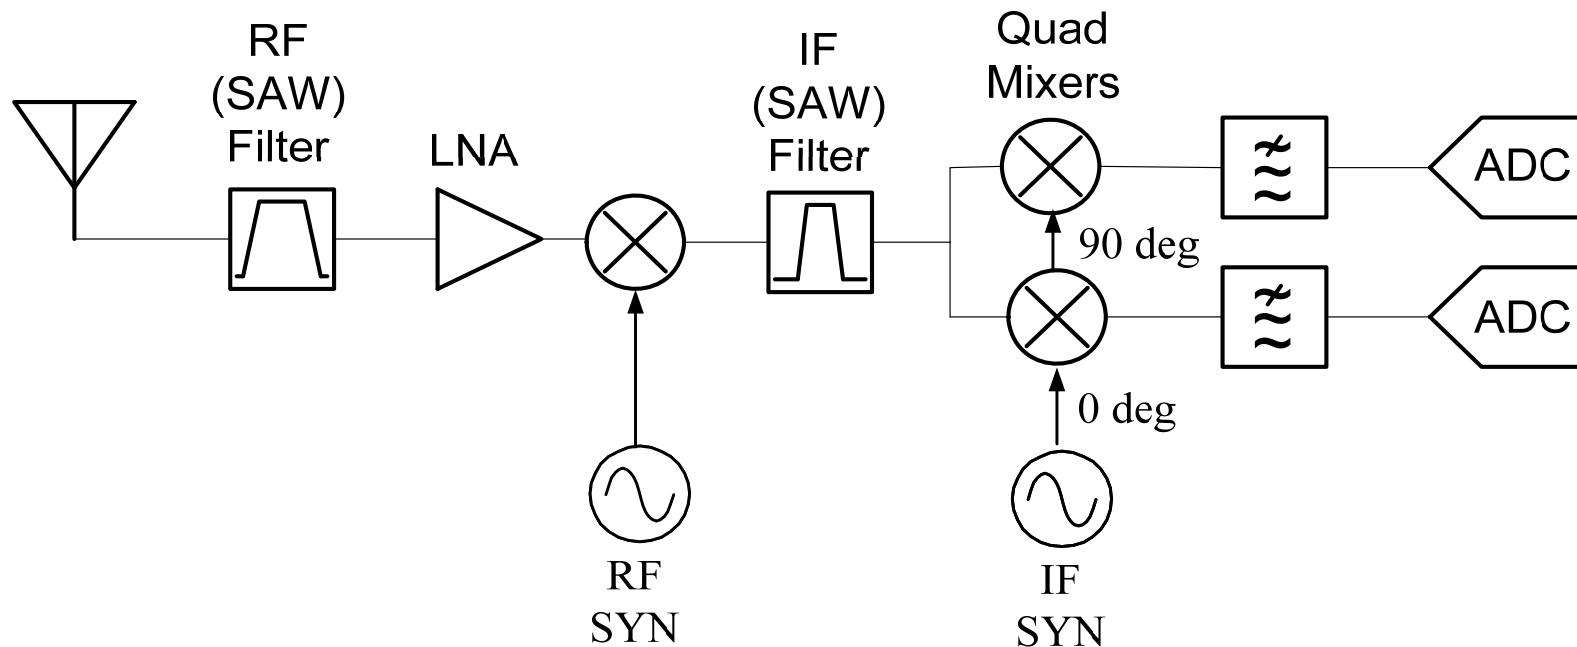 RF
(SAW)
Filter
LNA
IF
(SAW)
Filter
Quad
Mixers
ADC
90 deg
ADC
0 deg
RF
SYN
IF
SYN